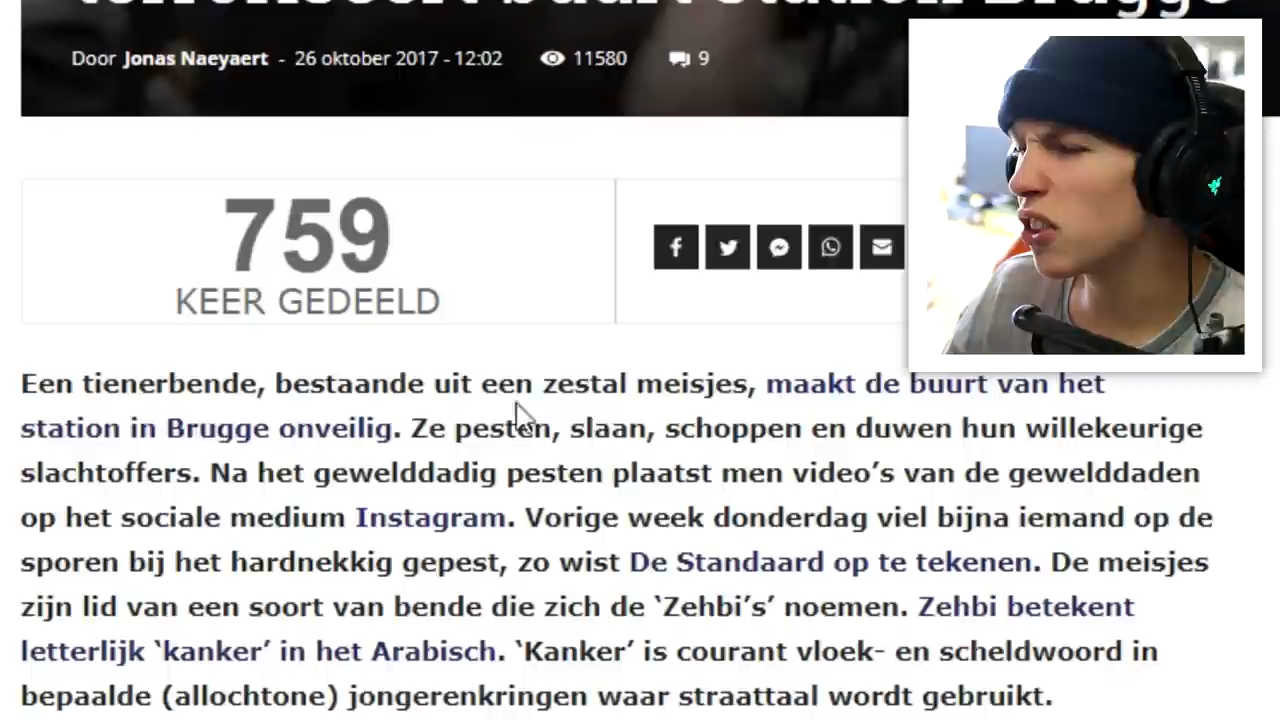 station Brugge
Door Jonas Naeyaert - 26 oktober 2017 - 12:02 11580 9
759
KEER GEDEELD
Een tienerbende, bestaande uit een zestal meisjes, maakt de buurt van het
station in Brugge onveilig. Ze pesten, slaan, schoppen en duwen hun willekeurige
slachtoffers. Na het gewelddadig pesten plaatst men video’s van de gewelddaden
op het sociale medium Instagram. Vorige week donderdag viel bijna iemand op de
sporen bij het hardnekkig gepest, zo wist De Standaard op te tekenen. De meisjes
zijn lid van een soort van bende die zich de ‘Zehbi’s’ noemen. Zehbi betekent
letterlijk ‘kanker’ in het Arabisch. ‘Kanker’ is courant vloek- en scheldwoord in
bepaalde (allochtone) jongerenkringen waar straattaal wordt gebruikt.